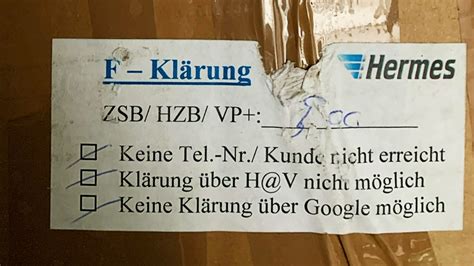 F – Klärung
Hermes
ZSB/ HZB/ VP+:
Keine Tel.-Nr./ Kunde nicht erreicht
Klärung über H@V nicht möglich
Keine Klärung über Google möglich